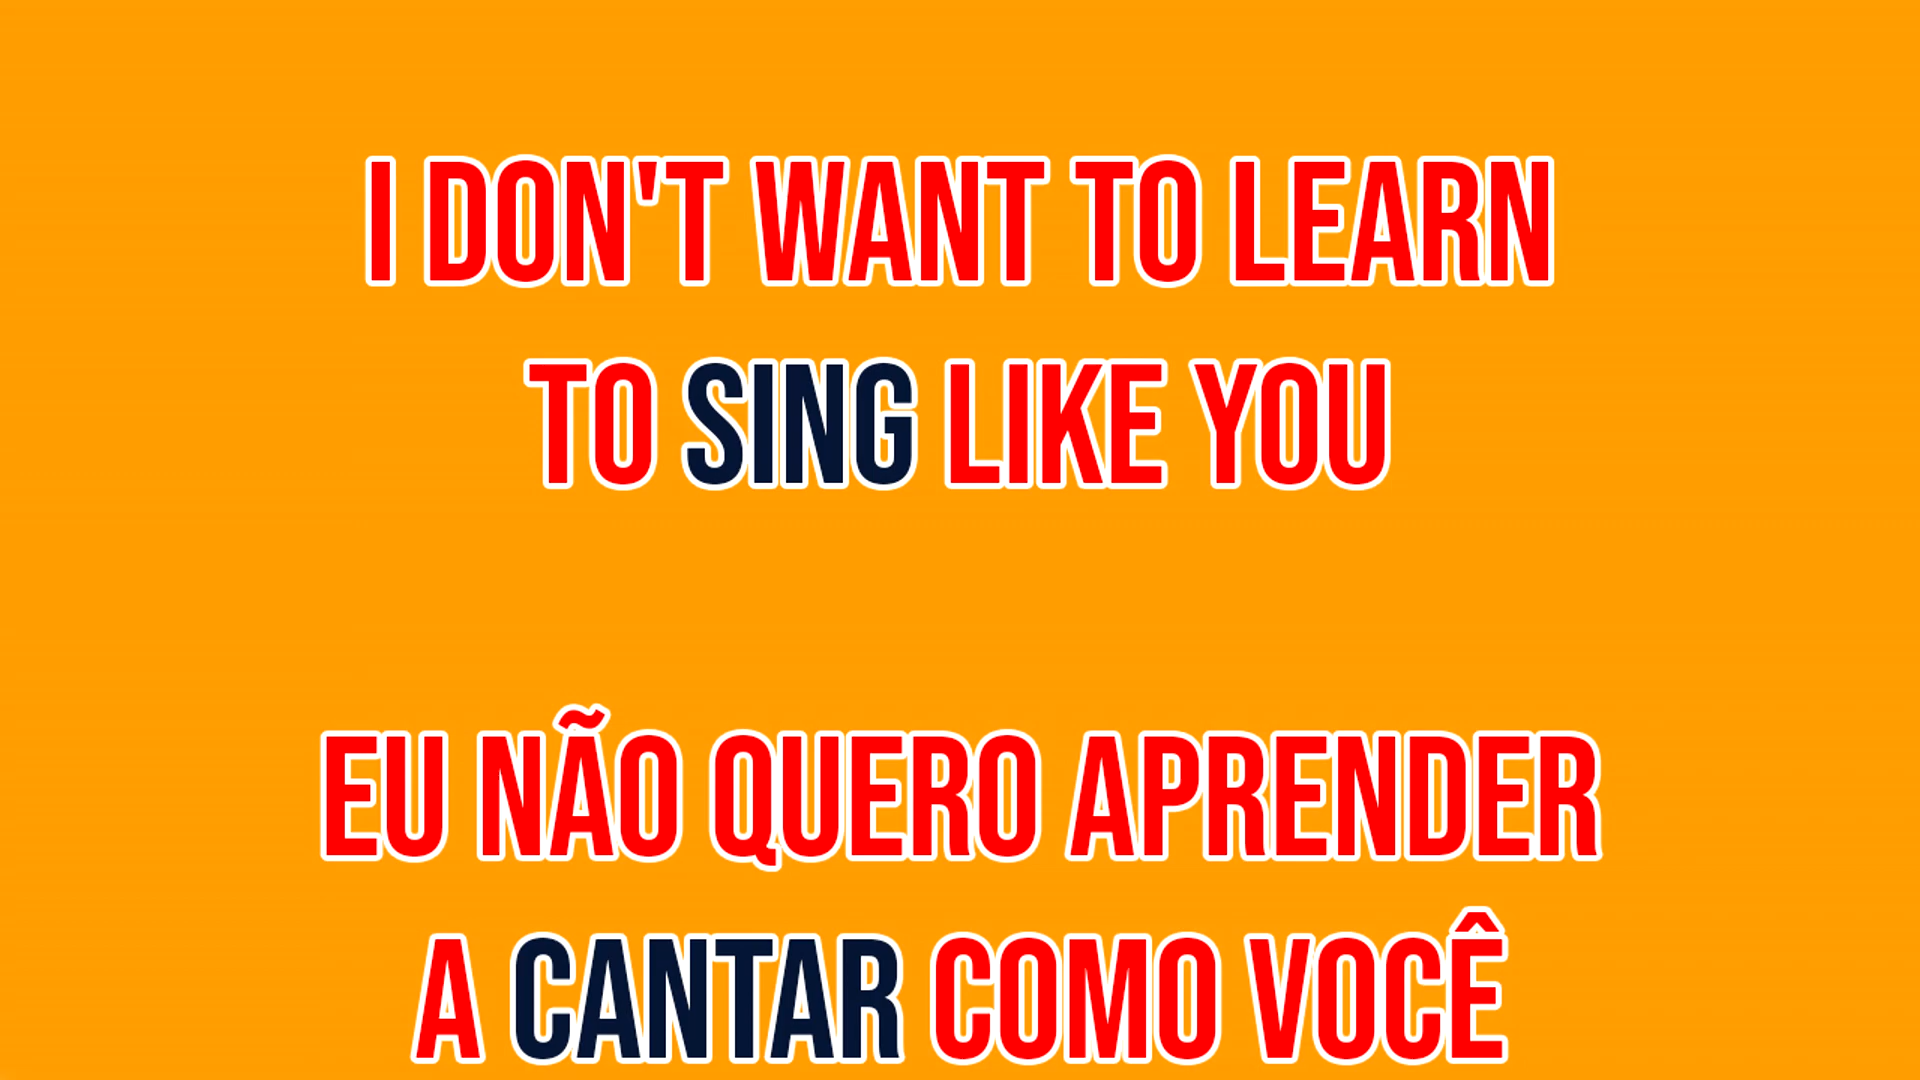 I DON'T WANT TO LEARN
TO SING LIKE YOU
EU NÃO QUERO APRENDER
A CANTAR COMO VOCÊ